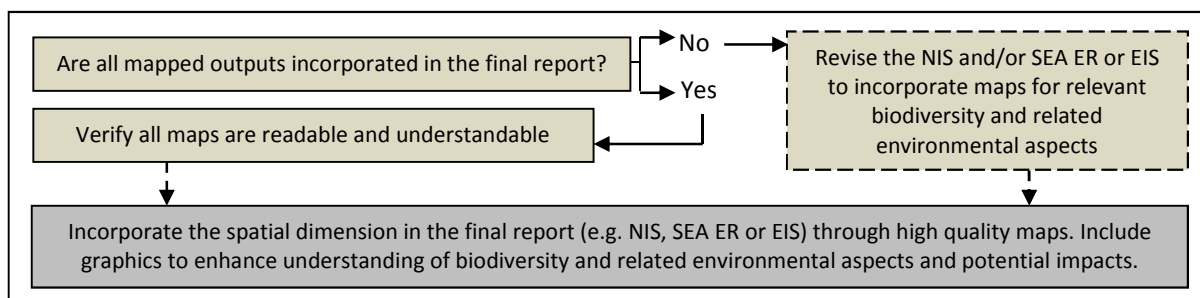 Are all mapped outputs incorporated in the final report?
No
Yes
Revise the NIS and/or SEA ER or EIS
to incorporate maps for relevant
biodiversity and related
environmental aspects
Verify all maps are readable and understandable
Incorporate the spatial dimension in the final report (e.g. NIS, SEA ER or EIS) through high quality maps. Include
graphics to enhance understanding of biodiversity and related environmental aspects and potential impacts.